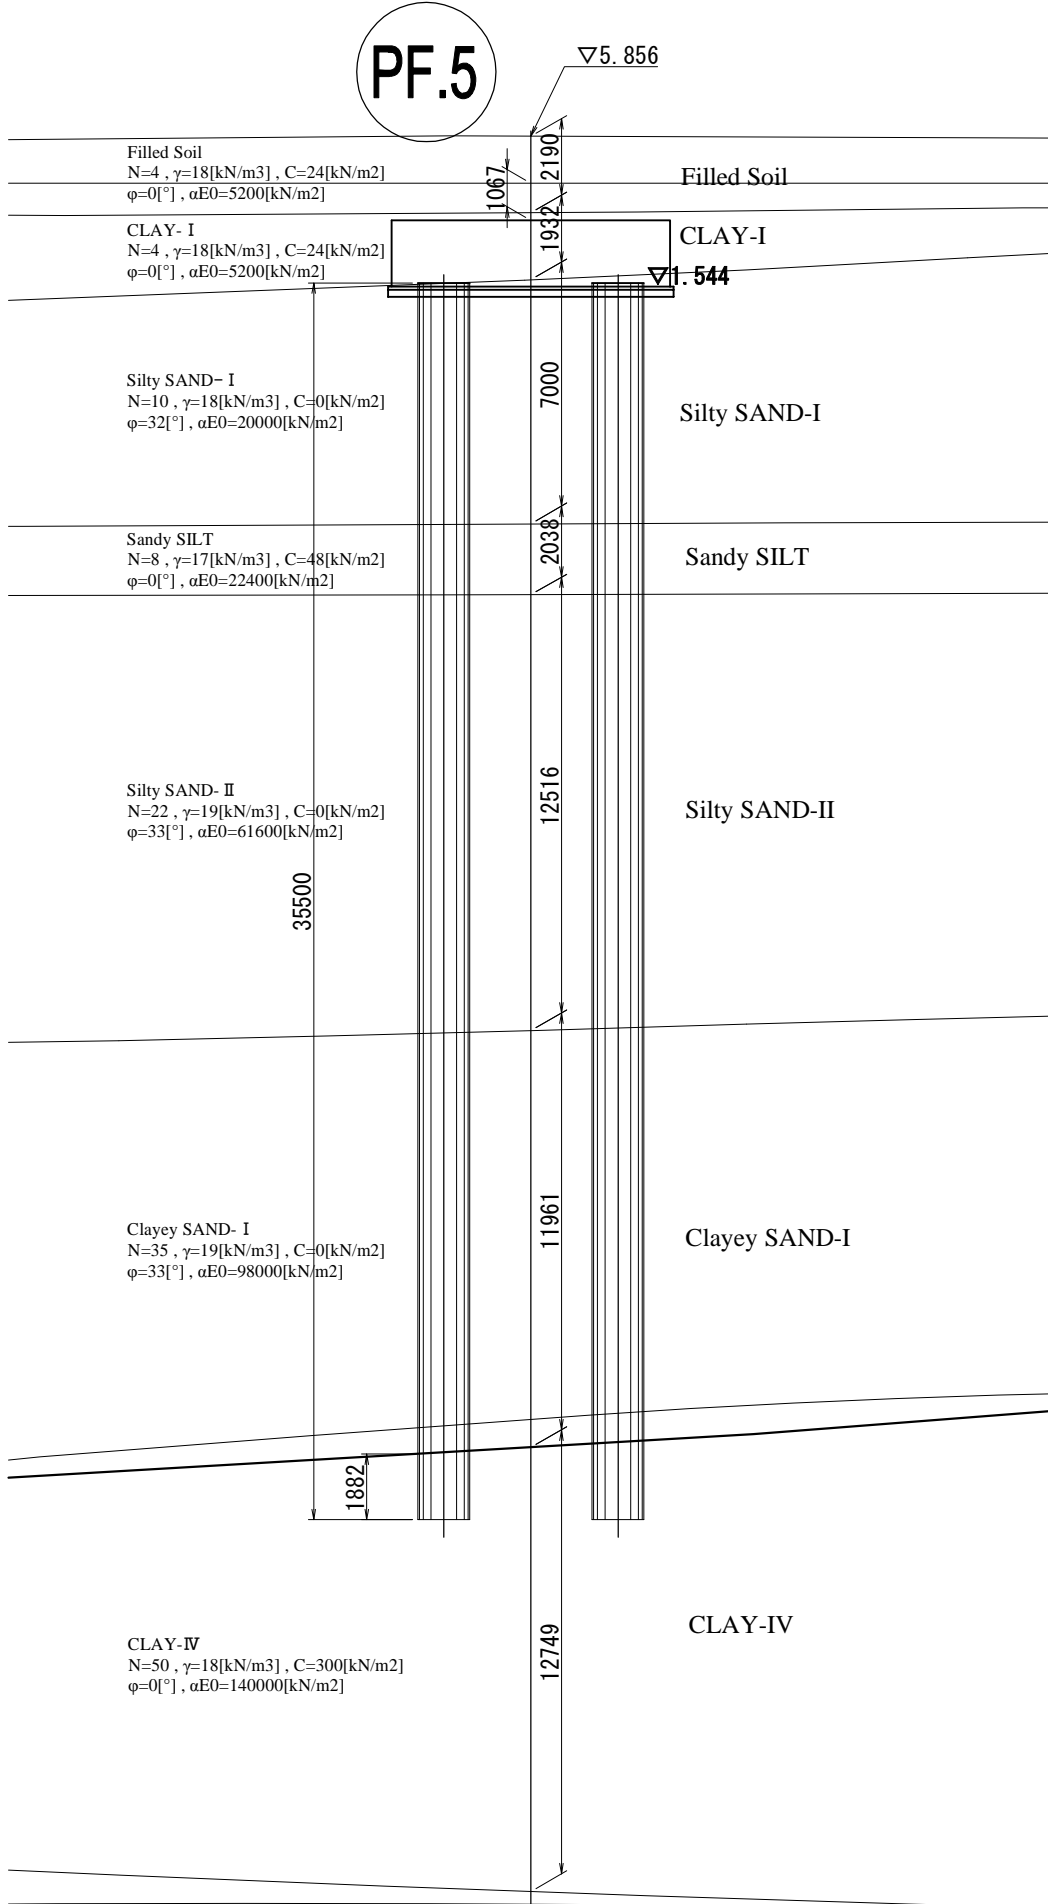 PF.5
▽5.856
Filled Soil
N=4 , γ=18[kN/m3] , C=24[kN/m2]
φ=0[°] , αE0=5200[kN/m2]
1067
2190
Filled Soil
CLAY- Ⅰ
N=4 , γ=18[kN/m3] , C=24[kN/m2]
φ=0[°] , αE0=5200[kN/m2]
1932
CLAY-I
▽1.544
Silty SAND- Ⅰ
N=10 , γ=18[kN/m3] , C=0[kN/m2]
φ=32[°] , αE0=20000[kN/m2]
7000
Silty SAND-I
Sandy SILT
N=8 , γ=17[kN/m3] , C=48[kN/m2]
φ=0[°] , αE0=22400[kN/m2]
2038
Sandy SILT
Silty SAND- Ⅱ
N=22 , γ=19[kN/m3] , C=0[kN/m2]
φ=33[°] , αE0=61600[kN/m2]
12516
Silty SAND-II
35500
Clayey SAND- Ⅰ
N=35 , γ=19[kN/m3] , C=0[kN/m2]
φ=33[°] , αE0=98000[kN/m2]
11961
Clayey SAND-I
1882
CLAY-Ⅳ
N=50 , γ=18[kN/m3] , C=300[kN/m2]
φ=0[°] , αE0=140000[kN/m2]
12749
CLAY-IV